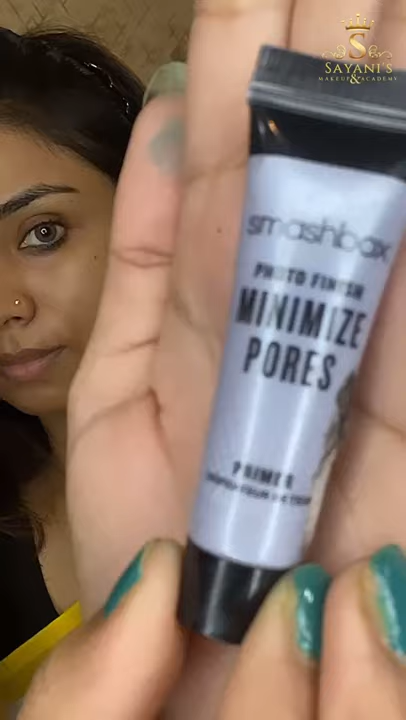 S
SAYANI'S
MAKEUP & ACADEMY
smashbox
PHOTO FINISH
MINIMIZE
PORES
PRIMER